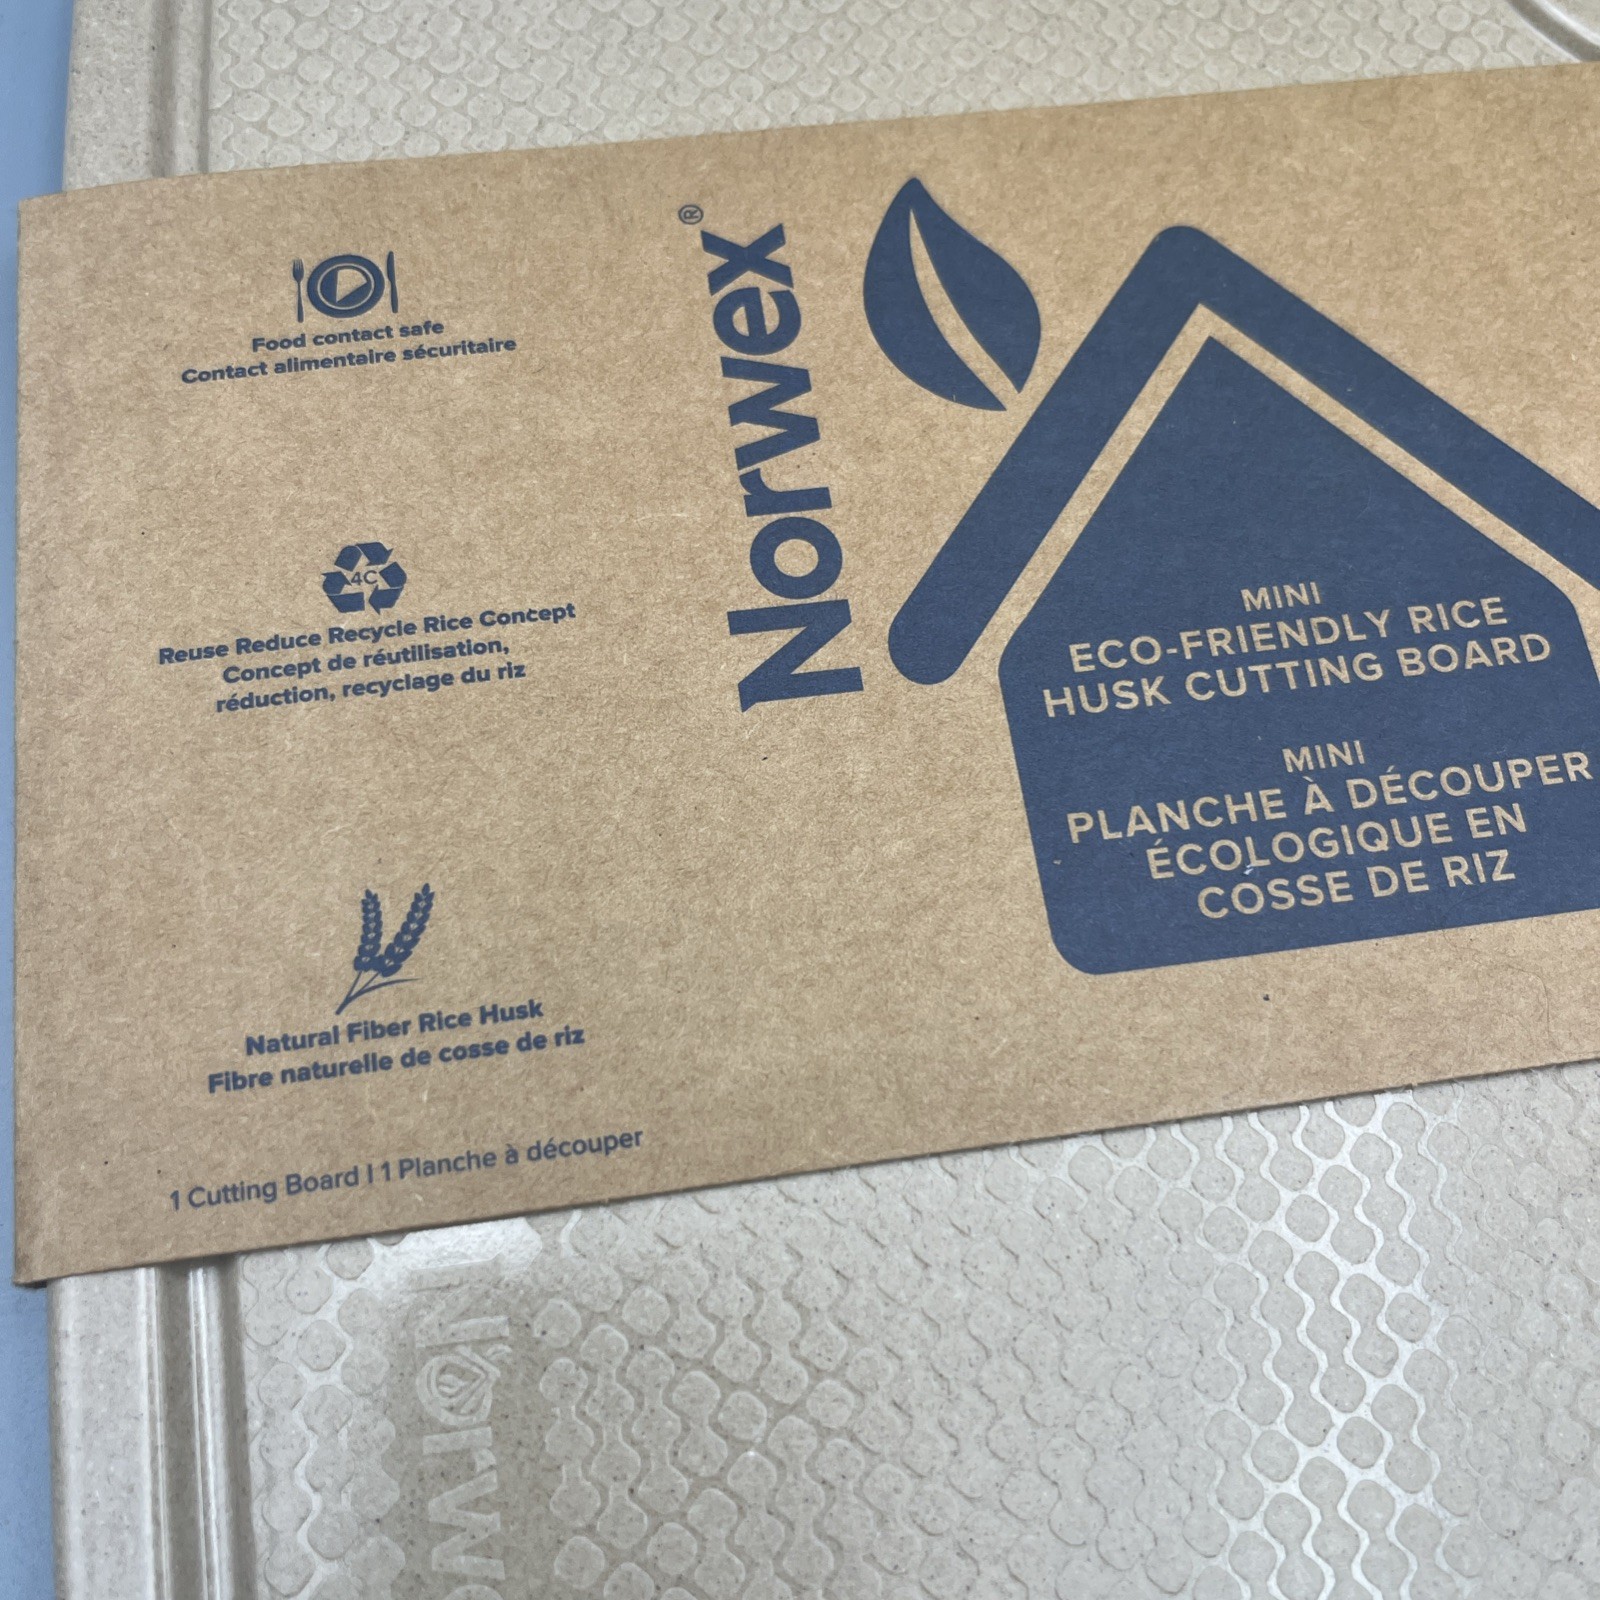 Food contact safe
Contact alimentaire sécuritaire
4C
Reuse Reduce Recycle Rice Concept
Concept de réutilisation,
réduction, recyclage du riz
Natural Fiber Rice Husk
Fibre naturelle de cosse de riz
1 Cutting Board | 1 Planche à découper
Norwex®
MINI
ECO-FRIENDLY RICE
HUSK CUTTING BOARD
MINI
PLANCHE À DÉCOUPER
ÉCOLOGIQUE EN
COSSE DE RIZ
Norwe